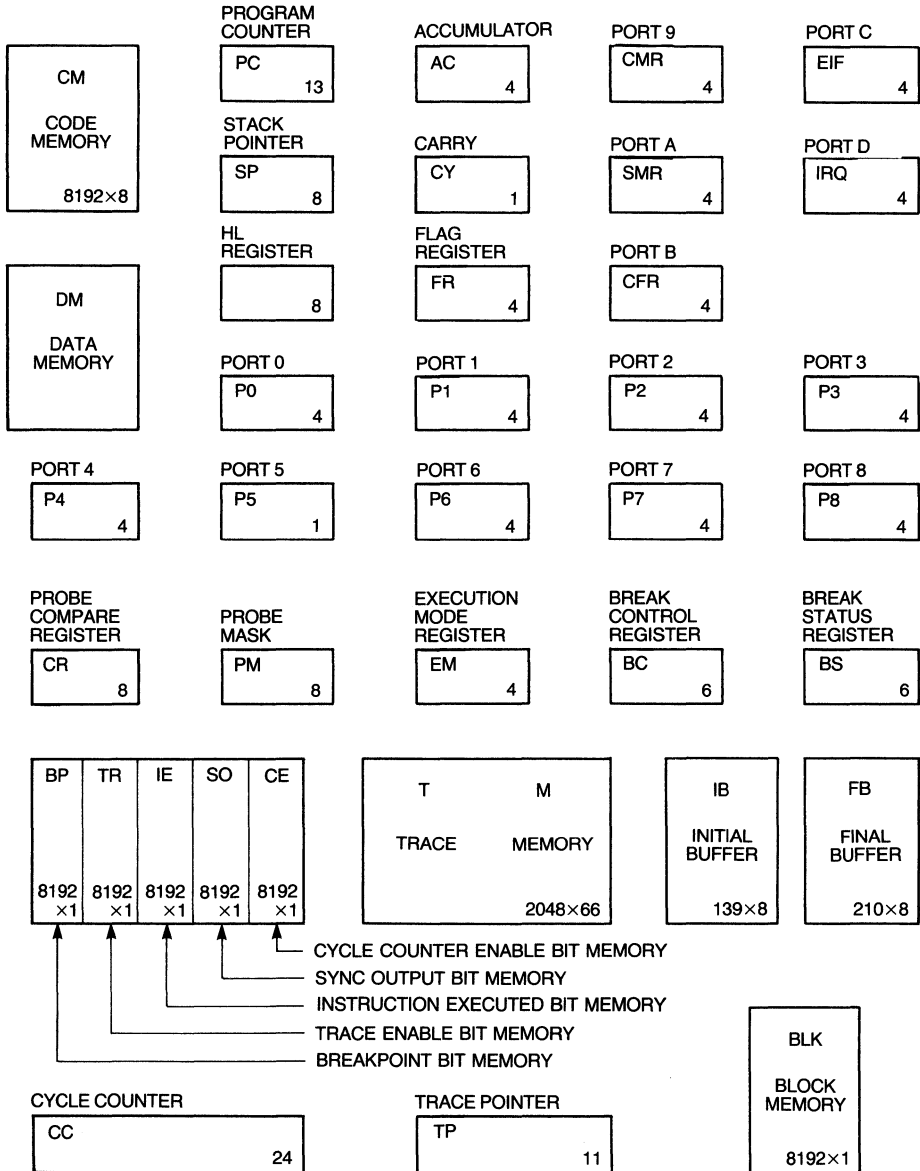 PROGRAM
COUNTER
PC
13
ACCUMULATOR
AC
4
PORT 9
CMR
4
PORT C
EIF
4
CM
CODE
MEMORY
8192×8
STACK
POINTER
SP
8
CARRY
CY
1
PORT A
SMR
4
PORT D
IRQ
4
HL
REGISTER
8
FLAG
REGISTER
FR
4
PORT B
CFR
4
DM
DATA
MEMORY
PORT 0
P0
4
PORT 1
P1
4
PORT 2
P2
4
PORT 3
P3
4
PORT 4
P4
4
PORT 5
P5
1
PORT 6
P6
4
PORT 7
P7
4
PORT 8
P8
4
PROBE
COMPARE
REGISTER
CR
8
PROBE
MASK
PM
8
EXECUTION
MODE
REGISTER
EM
4
BREAK
CONTROL
REGISTER
BC
6
BREAK
STATUS
REGISTER
BS
6
BP
8192
×1
TR
8192
×1
IE
8192
×1
SO
8192
×1
CE
8192
×1
T M
TRACE MEMORY
2048×66
IB
INITIAL
BUFFER
139×8
FB
FINAL
BUFFER
210×8
CYCLE COUNTER ENABLE BIT MEMORY
SYNC OUTPUT BIT MEMORY
INSTRUCTION EXECUTED BIT MEMORY
TRACE ENABLE BIT MEMORY
BREAKPOINT BIT MEMORY
BLK
BLOCK
MEMORY
8192×1
CYCLE COUNTER
CC
24
TRACE POINTER
TP
11